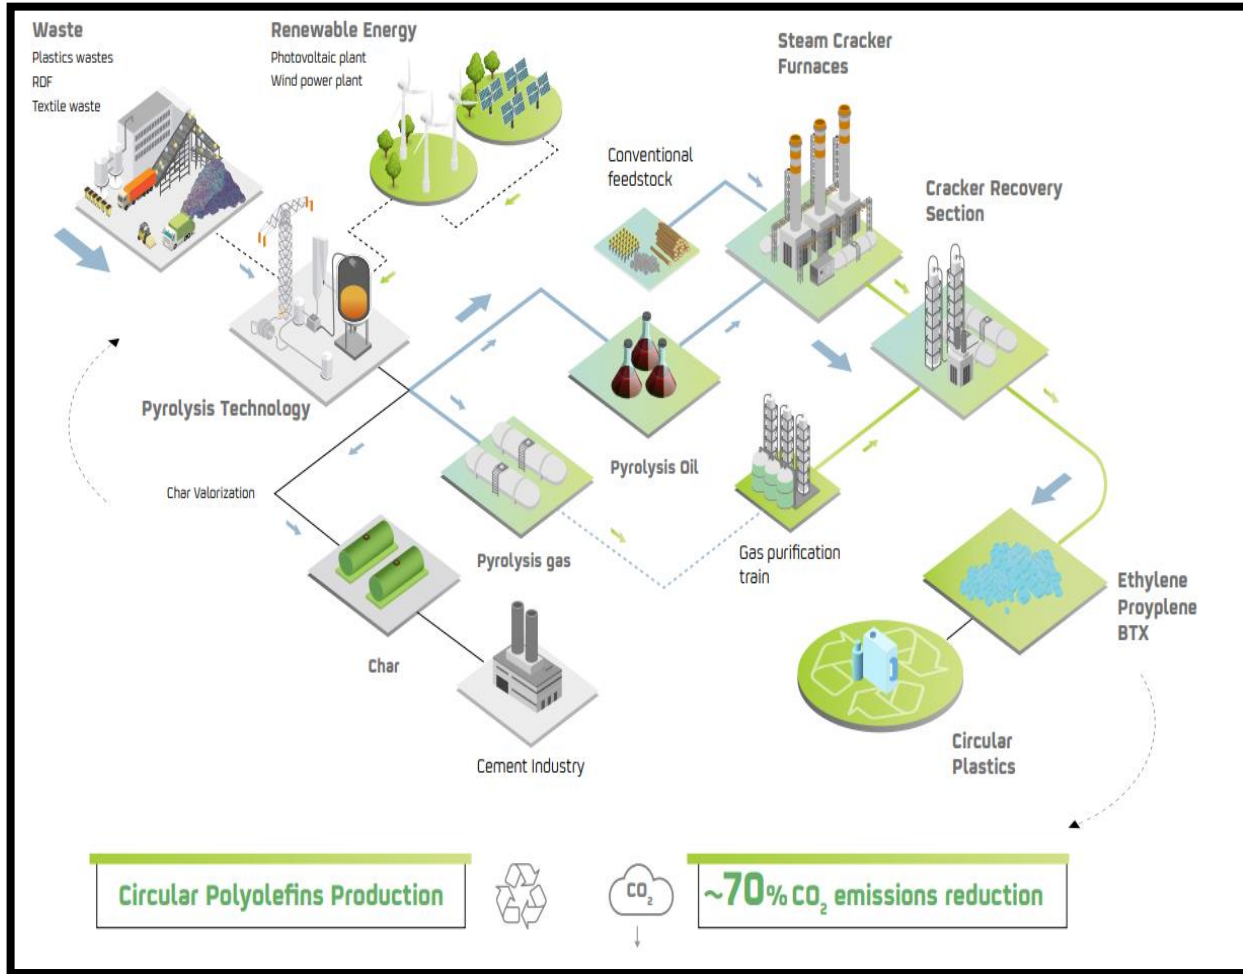 Waste
Plastics wastes
RDF
Textile waste
Renewable Energy
Photovoltaic plant
Wind power plant
Steam Cracker
Furnaces
Conventional
feedstock
Cracker Recovery
Section
Pyrolysis Technology
Pyrolysis Oil
Char Valorization
Pyrolysis gas
Gas purification
train
Ethylene
Proyplene
BTX
Char
Cement Industry
Circular
Plastics
Circular Polyolefins Production
CO₂
~70% CO₂ emissions reduction